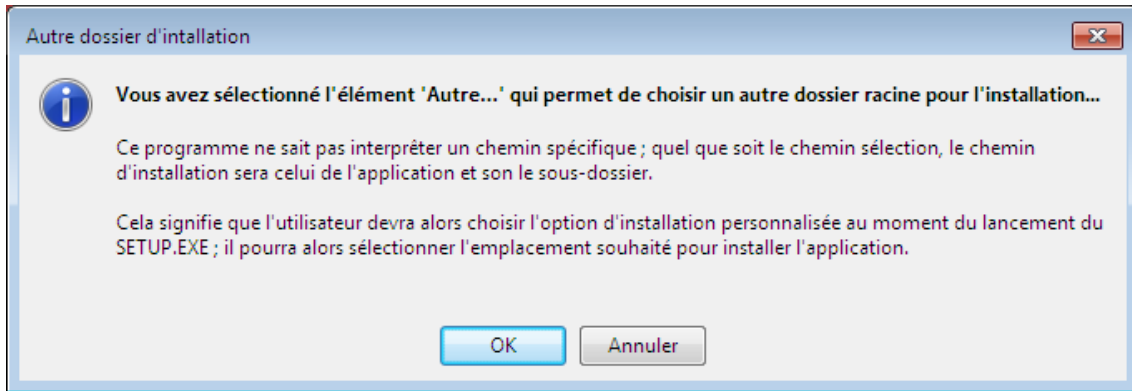 Autre dossier d'intallation
Vous avez sélectionné l'élément 'Autre...' qui permet de choisir un autre dossier racine pour l'installation...
Ce programme ne sait pas interprêter un chemin spécifique ; quel que soit le chemin sélection, le chemin
d'installation sera celui de l'application et son le sous-dossier.
Cela signifie que l'utilisateur devra alors choisir l'option d'installation personnalisée au moment du lancement du
SETUP.EXE ; il pourra alors sélectionner l'emplacement souhaité pour installer l'application.
OK
Annuler